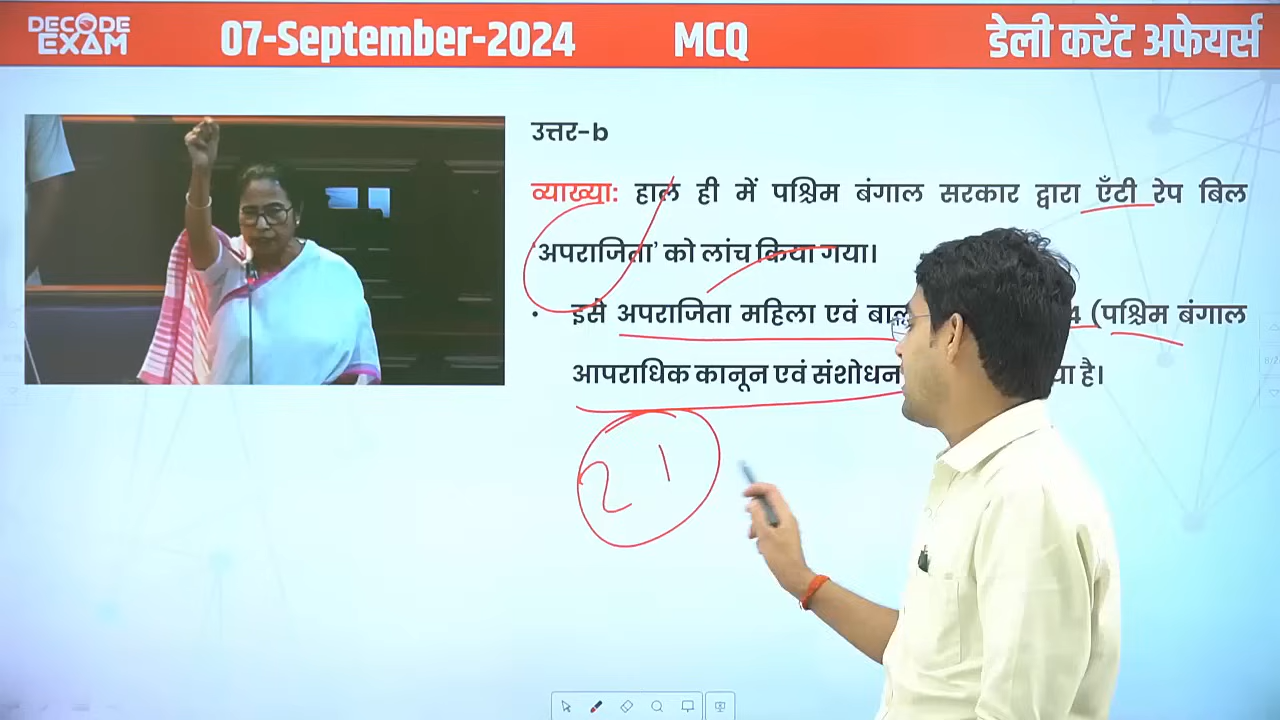 DECODE EXAM
07-September-2024 MCQ डेली करेंट अफेयर्स
उत्तर-b
व्याख्या: हाल ही में पश्चिम बंगाल सरकार द्वारा एँटी रेप बिल
'अपराजिता' को लांच किया गया।
• इसे अपराजिता महिला एवं 4 (पश्चिम बंगाल
आपराधिक कानून एवं संशोधन है।
21